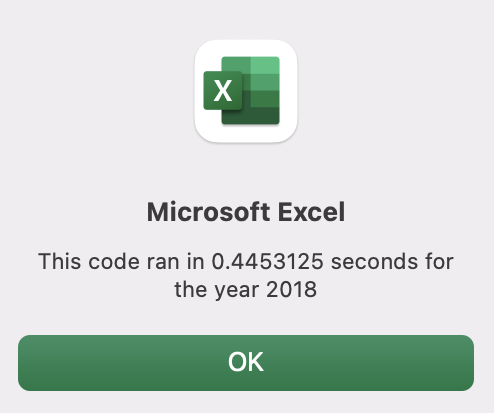 X
Microsoft Excel
This code ran in 0.4453125 seconds for
the year 2018
OK